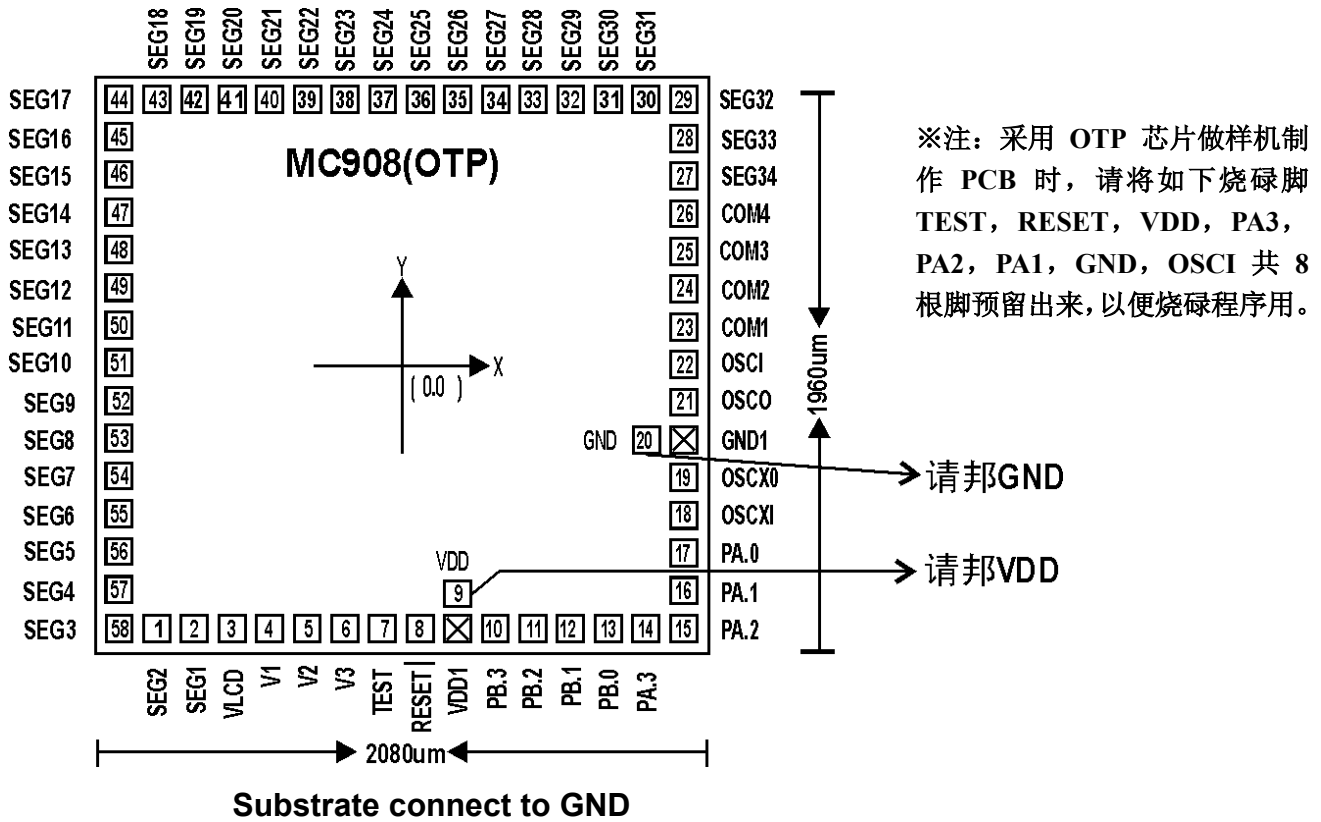 SEG18 SEG19 SEG20 SEG21 SEG22 SEG23 SEG24 SEG25 SEG26 SEG27 SEG28 SEG29 SEG30 SEG31
SEG17 44 43 42 41 40 39 38 37 36 35 34 33 32 31 30 29 SEG32
SEG16 45 28 SEG33
SEG15 46 MC908(OTP) 27 SEG34
SEG14 47 26 COM4
SEG13 48 25 COM3
Y
SEG12 49 24 COM2
SEG11 50 23 COM1
SEG10 51 X 22 OSCI
SEG9 52 ( 0.0 ) 21 OSCO
1960um
SEG8 53 GND 20 GND1
SEG7 54 19 OSCX0
请邦GND
SEG6 55 18 OSCXI
SEG5 56 VDD 17 PA.0
请邦VDD
SEG4 57 9 16 PA.1
SEG3 58 1 2 3 4 5 6 7 8 10 11 12 13 14 15 PA.2
SEG2 SEG1 VLCD V1 V2 V3 TEST RESET VDD1 PB.3 PB.2 PB.1 PB.0 PA.3
2080um
Substrate connect to GND
※注：采用 OTP 芯片做样机制
作 PCB 时，请将如下烧碌脚
TEST，RESET，VDD，PA3，
PA2，PA1，GND，OSCI 共 8
根脚预留出来，以便烧碌程序用。